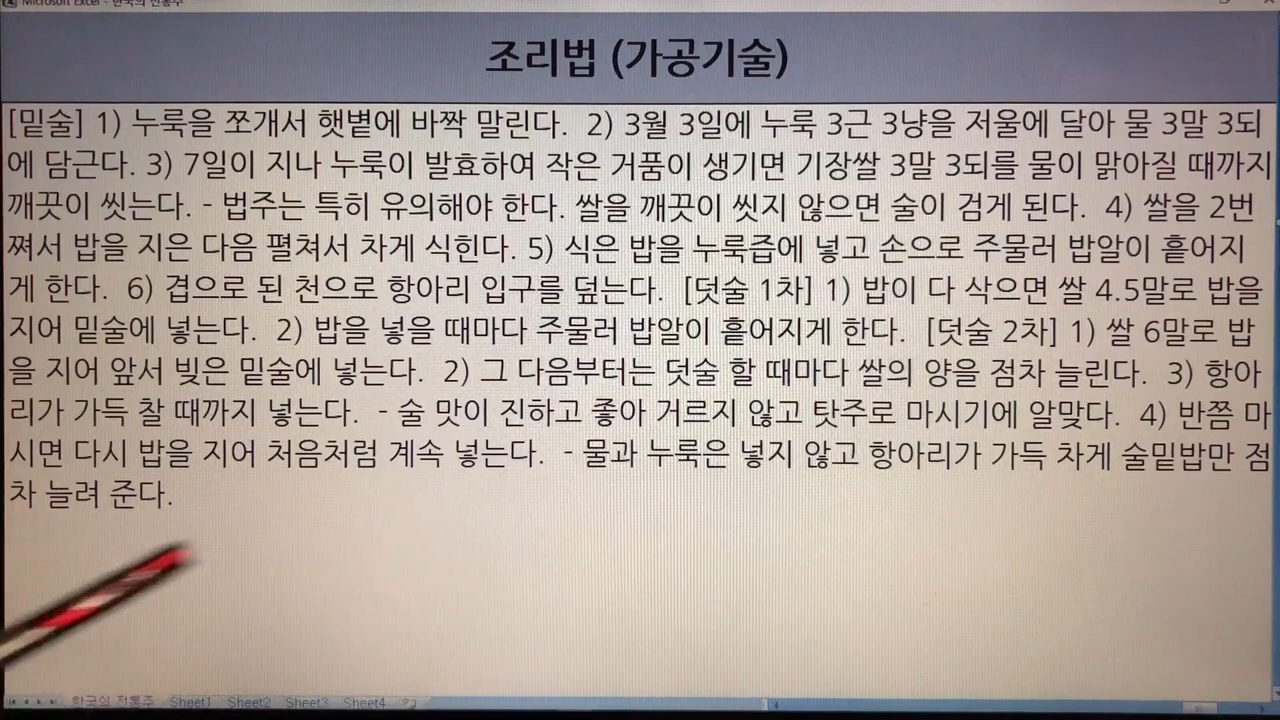 Microsoft Excel - 한국의 전통주
조리법 (가공기술)
[밑술] 1) 누룩을 쪼개서 햇볕에 바짝 말린다. 2) 3월 3일에 누룩 3근 3냥을 저울에 달아 물 3말 3되
에 담근다. 3) 7일이 지나 누룩이 발효하여 작은 거품이 생기면 기장쌀 3말 3되를 물이 맑아질 때까지
깨끗이 씻는다. - 법주는 특히 유의해야 한다. 쌀을 깨끗이 씻지 않으면 술이 검게 된다. 4) 쌀을 2번
쪄서 밥을 지은 다음 펼쳐서 차게 식힌다. 5) 식은 밥을 누룩즙에 넣고 손으로 주물러 밥알이 흩어지
게 한다. 6) 겹으로 된 천으로 항아리 입구를 덮는다. [덧술 1차] 1) 밥이 다 삭으면 쌀 4.5말로 밥을
지어 밑술에 넣는다. 2) 밥을 넣을 때마다 주물러 밥알이 흩어지게 한다. [덧술 2차] 1) 쌀 6말로 밥
을 지어 앞서 빚은 밑술에 넣는다. 2) 그 다음부터는 덧술 할 때마다 쌀의 양을 점차 늘린다. 3) 항아
리가 가득 찰 때까지 넣는다. - 술 맛이 진하고 좋아 거르지 않고 탓주로 마시기에 알맞다. 4) 반쯤 마
시면 다시 밥을 지어 처음처럼 계속 넣는다. - 물과 누룩은 넣지 않고 항아리가 가득 차게 술밑밥만 점
차 늘려 준다.
한국의 전통주 Sheet1 Sheet2 Sheet3 Sheet4